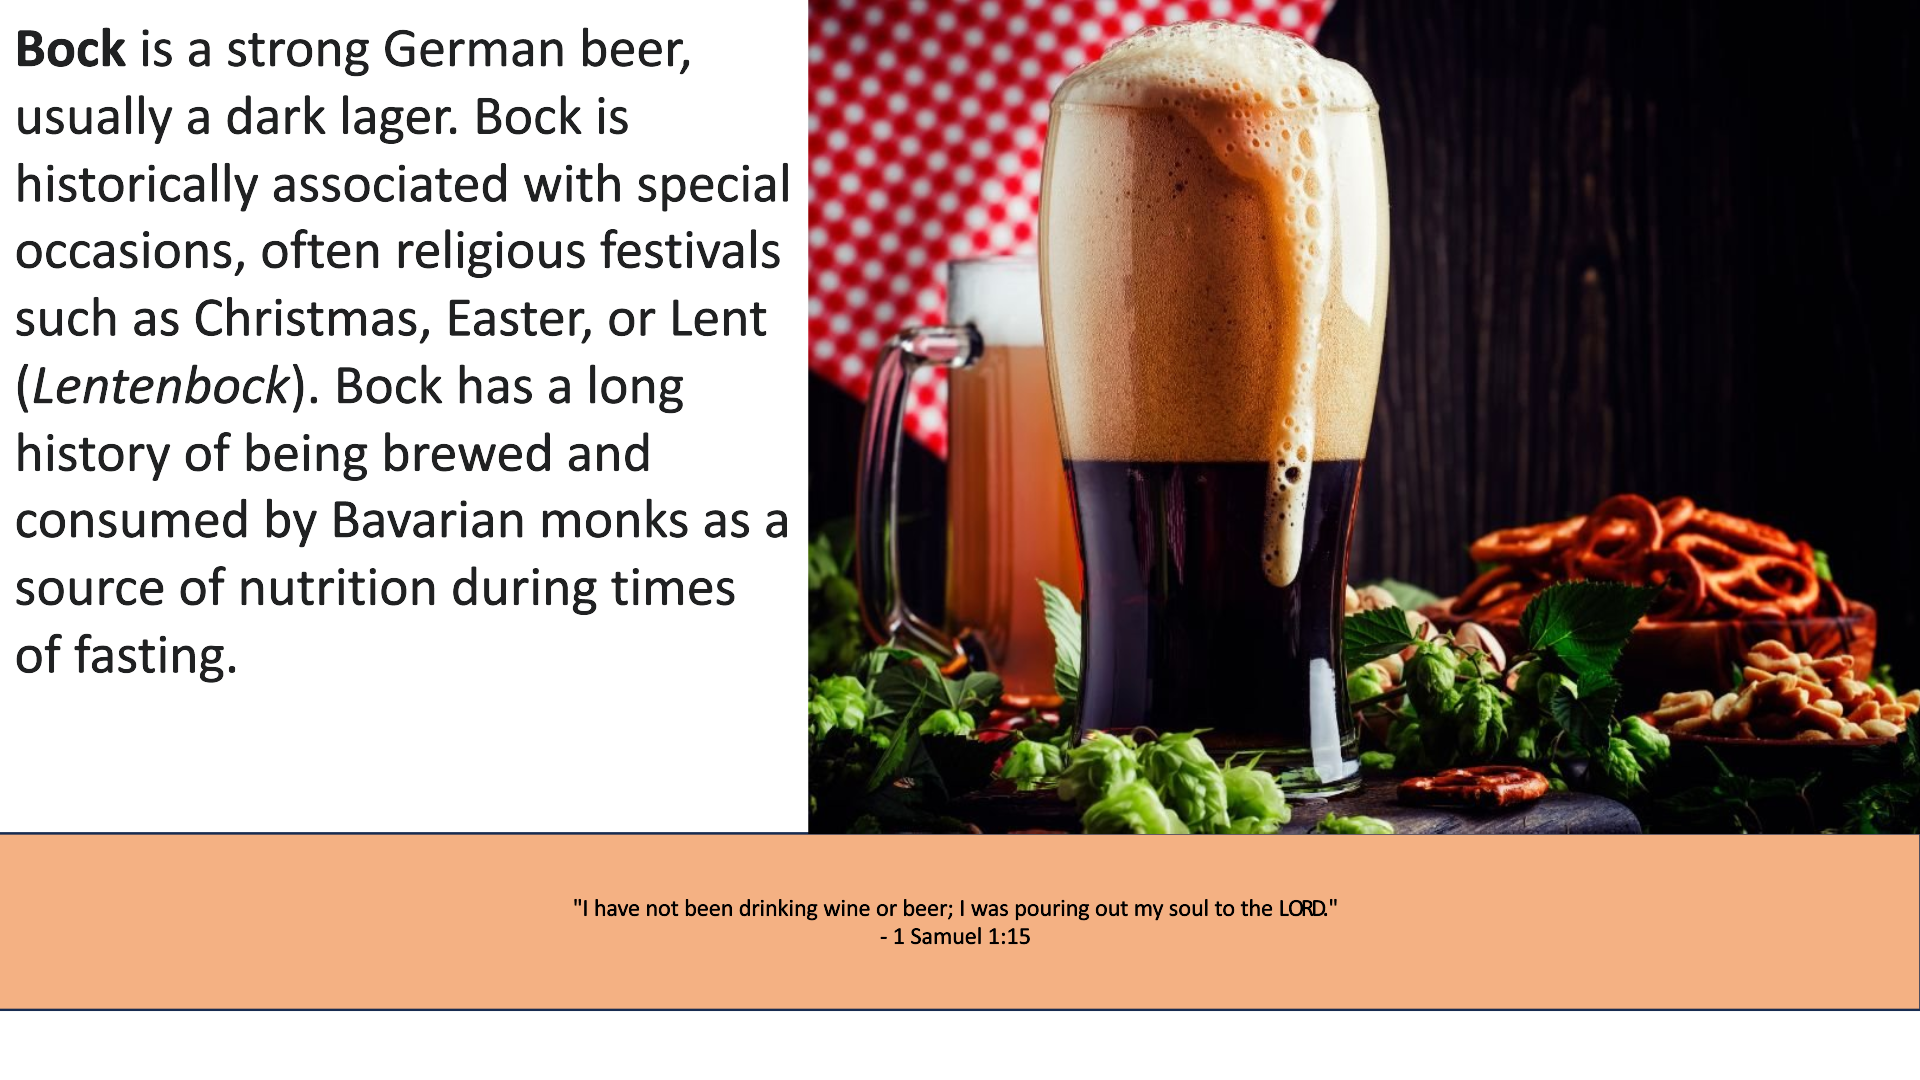 Bock is a strong German beer,
usually a dark lager. Bock is
historically associated with special
occasions, often religious festivals
such as Christmas, Easter, or Lent
(Lentenbock). Bock has a long
history of being brewed and
consumed by Bavarian monks as a
source of nutrition during times
of fasting.
"I have not been drinking wine or beer; I was pouring out my soul to the LORD."
- 1 Samuel 1:15